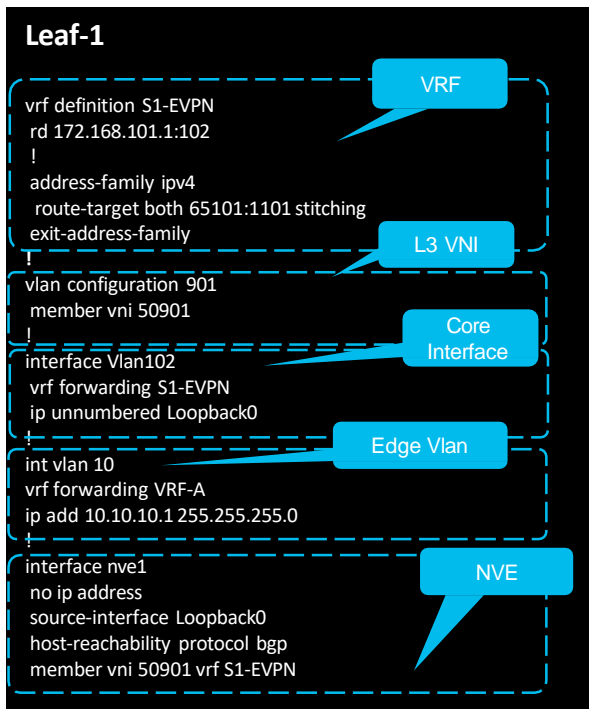 Leaf-1
VRF
vrf definition S1-EVPN
rd 172.168.101.1:102
!
address-family ipv4
route-target both 65101:1101 stitching
exit-address-family
!
L3 VNI
vlan configuration 901
member vni 50901
!
Core
Interface
interface Vlan102
vrf forwarding S1-EVPN
ip unnumbered Loopback0
!
Edge Vlan
int vlan 10
vrf forwarding VRF-A
ip add 10.10.10.1 255.255.255.0
!
interface nve1
NVE
no ip address
source-interface Loopback0
host-reachability protocol bgp
member vni 50901 vrf S1-EVPN